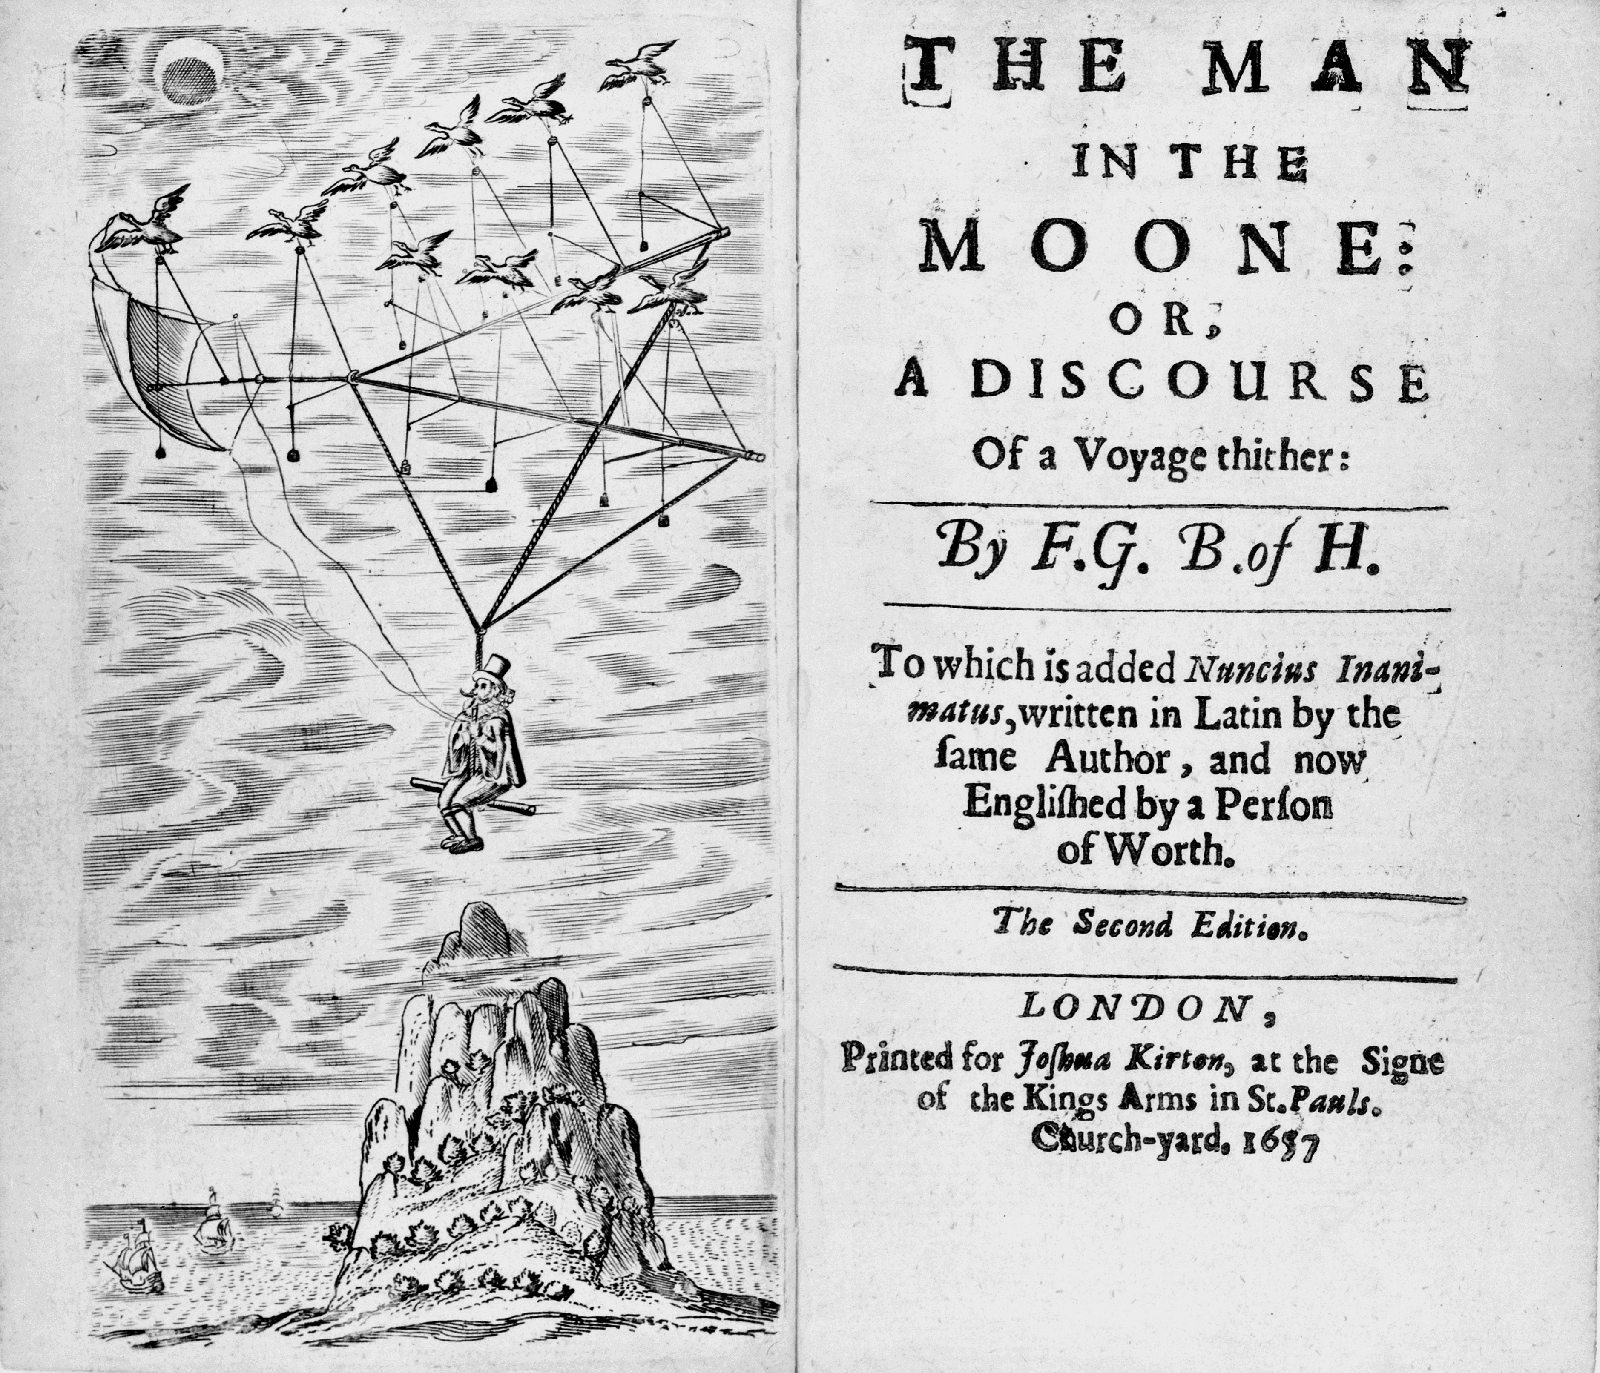 THE MAN
IN THE
MOONE:
OR,
A DISCOURSE
Of a Voyage thither:
By F.G. B.of H.
To which is added Nuncius Inani-
matus, written in Latin by the
ſame Author, and now
Engliſhed by a Perſon
of Worth.
The Second Edition.
LONDON,
Printed for Joſhua Kirton, at the Signe
of the Kings Arms in St. Pauls.
Church-yard. 1657